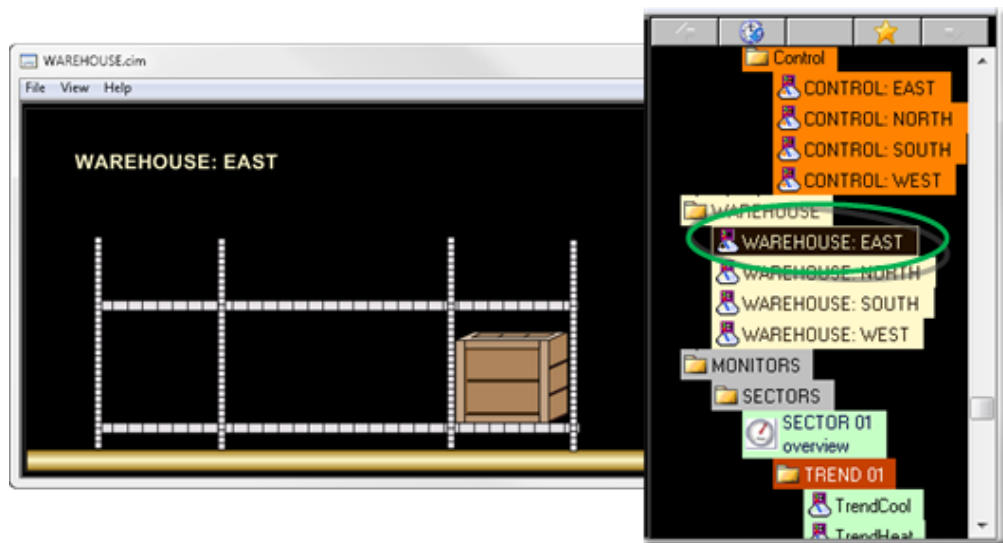 WAREHOUSE.cim
File View Help
WAREHOUSE: EAST
Control
CONTROL: EAST
CONTROL: NORTH
CONTROL: SOUTH
CONTROL: WEST
WAREHOUSE
WAREHOUSE: EAST
WAREHOUSE: NORTH
WAREHOUSE: SOUTH
WAREHOUSE: WEST
MONITORS
SECTORS
SECTOR 01
overview
TREND 01
TrendCool
TrendHeat